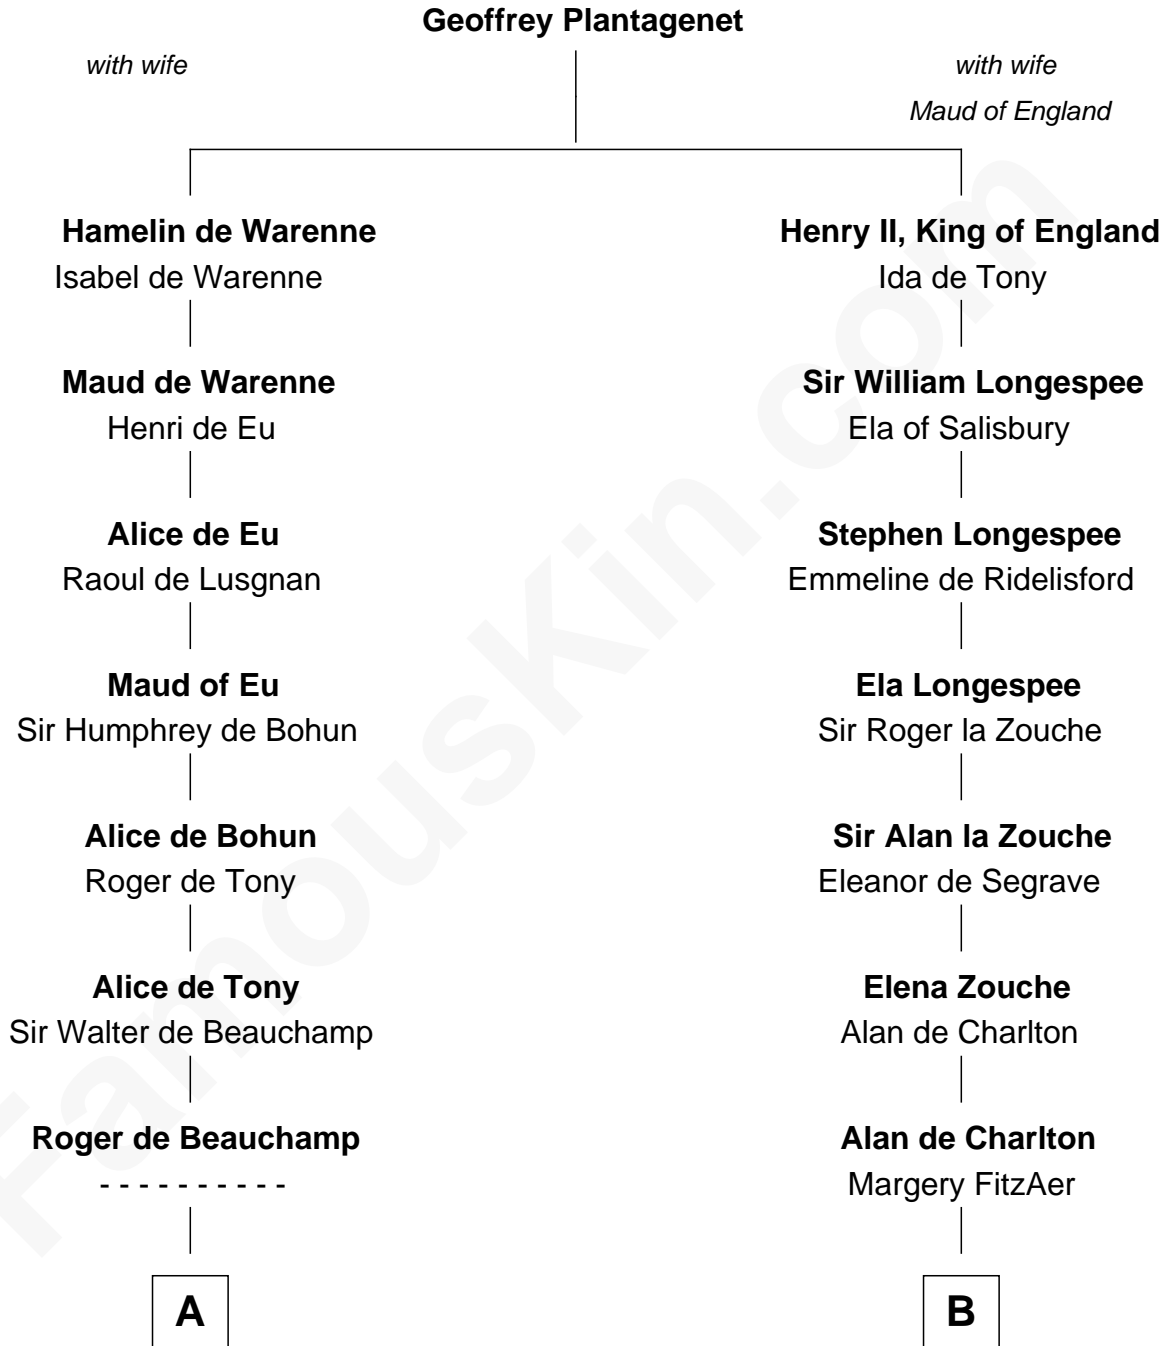 Geoffrey Plantagenet
with wife
with wife
Maud of England
Hamelin de Warenne
Isabel de Warenne
Henry II, King of England
Ida de Tony
Maud de Warenne
Henri de Eu
Sir William Longespee
Ela of Salisbury
Alice de Eu
Raoul de Lusgnan
Stephen Longespee
Emmeline de Ridelisford
Maud of Eu
Sir Humphrey de Bohun
Ela Longespee
Sir Roger la Zouche
Alice de Bohun
Roger de Tony
Sir Alan la Zouche
Eleanor de Segrave
Alice de Tony
Sir Walter de Beauchamp
Elena Zouche
Alan de Charlton
Roger de Beauchamp
- - - - - - - - - -
Alan de Charlton
Margery FitzAer
A
B
FamousKin.com